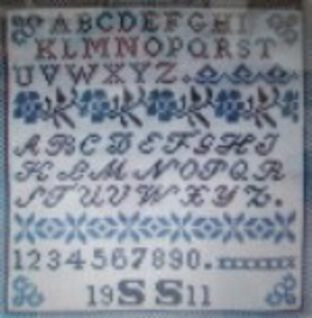 ABCDEFGHI
KLMNOPQRST
UVWXYZ.
ABCDEFGHI
KLMNOPQR
STUVWXYZ.
1234567890.
19SS11